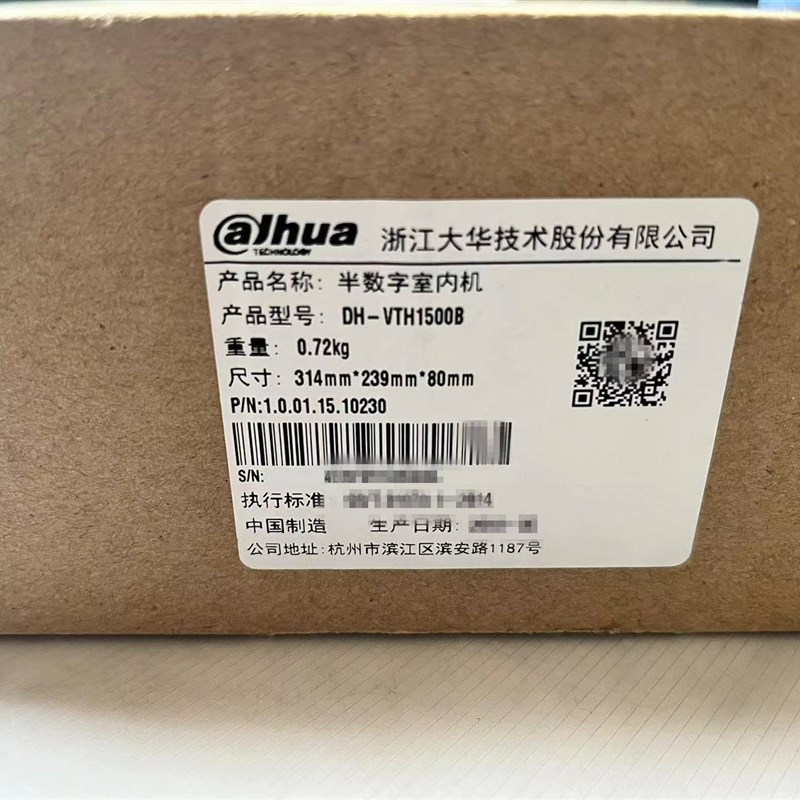 alhua
TECHNOLOGY
浙江大华技术股份有限公司
产品名称: 半数字室内机
产品型号: DH-VTH1500B
重量: 0.72kg
尺寸: 314mm*239mm*80mm
P/N:1.0.01.15.10230
S/N:
执行标准
中国制造 生产日期:
公司地址:杭州市滨江区滨安路1187号